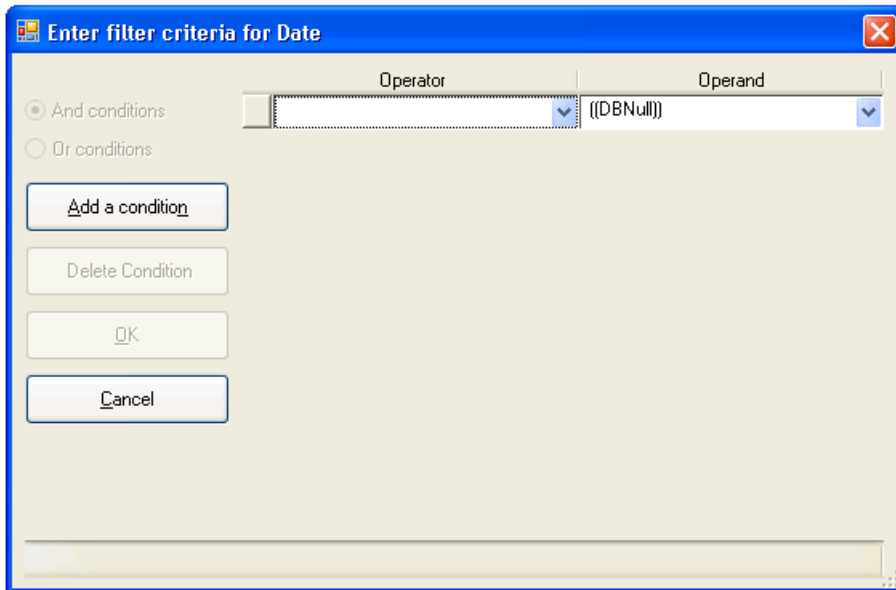 Enter filter criteria for Date
Operator Operand
And conditions
((DBNull))
Or conditions
Add a condition
Delete Condition
OK
Cancel